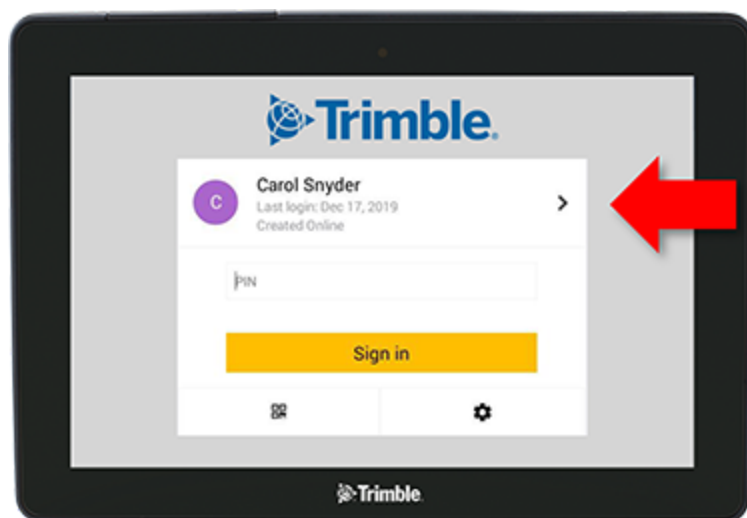 Trimble.
C
Carol Snyder
Last login: Dec 17, 2019
Created Online
PIN
Sign in
Trimble.